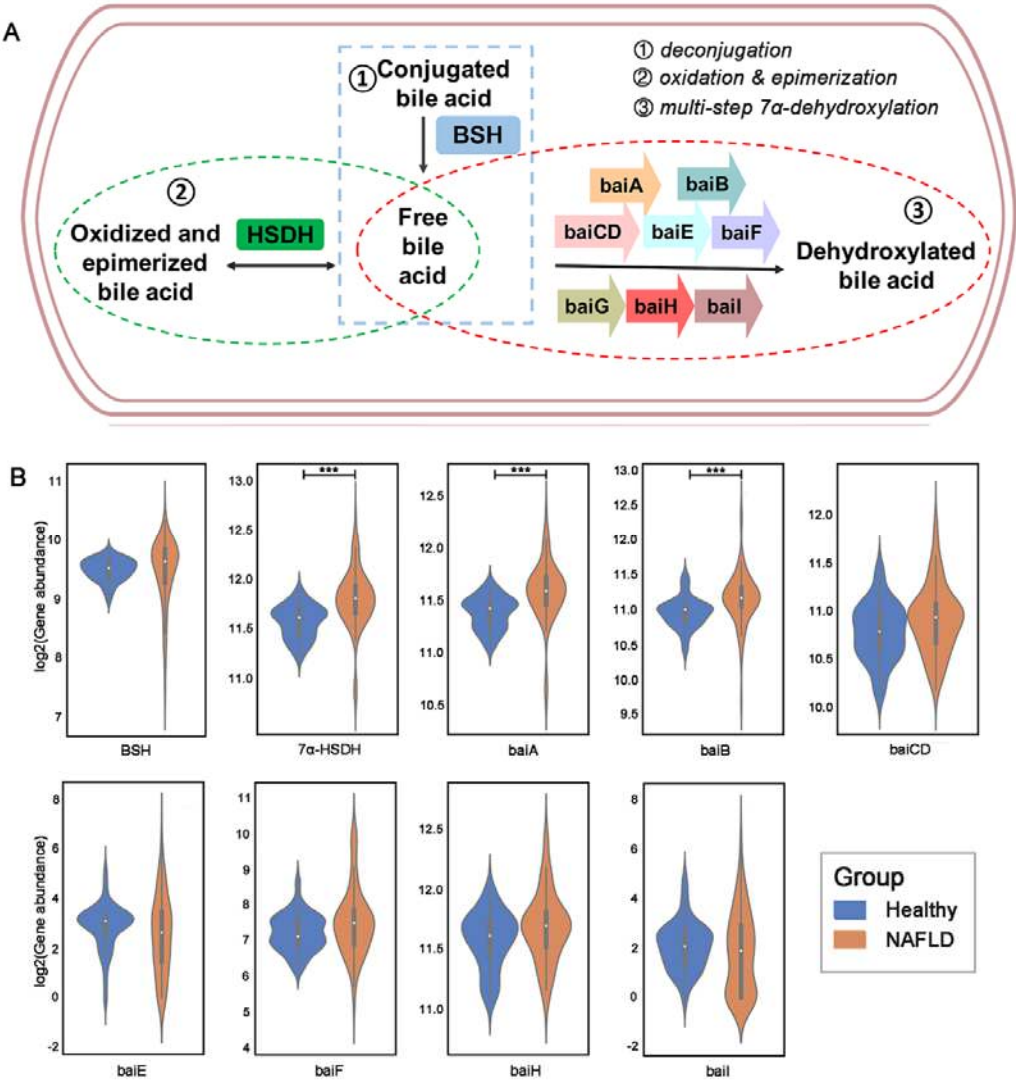 A
① Conjugated
bile acid
BSH
① deconjugation
② oxidation & epimerization
③ multi-step 7α-dehydroxylation
②
Oxidized and
epimerized
bile acid
HSDH
Free
bile
acid
baiA
baiB
baiCD
baiE
baiF
baiG
baiH
baiI
③
Dehydroxylated
bile acid
B
log2(Gene abundance)
11
10
9
8
7
BSH
***
13.0
12.5
12.0
11.5
11.0
7α-HSDH
***
12.5
12.0
11.5
11.0
10.5
baiA
***
13.0
12.5
12.0
11.5
11.0
10.5
10.0
9.5
baiB
12.0
11.5
11.0
10.5
10.0
baiCD
log2(Gene abundance)
8
6
4
2
0
-2
baiE
11
10
9
8
7
6
5
4
baiF
12.5
12.0
11.5
11.0
baiH
8
6
4
2
0
-2
baiI
Group
Healthy
NAFLD